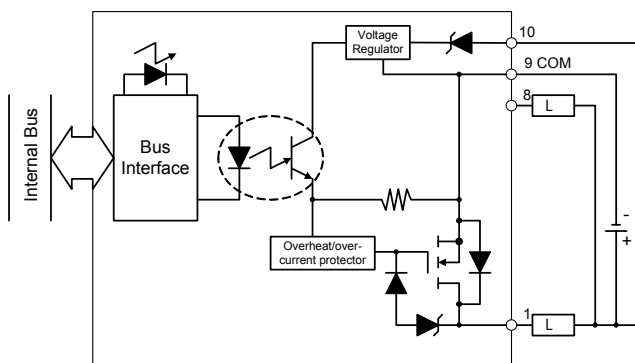 Voltage
Regulator
10
9 COM
8
L
Internal Bus
Bus
Interface
-
+
Overheat/over-
current protector
1
L